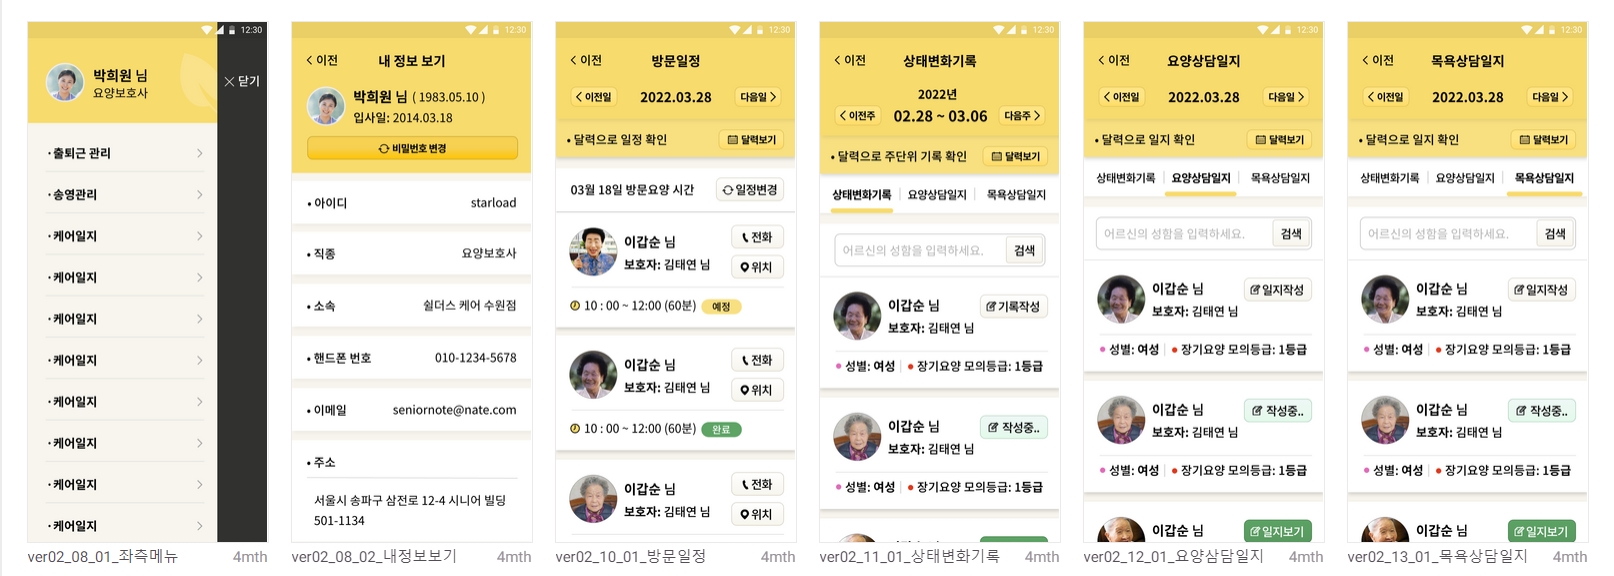 12:30
박희원 님
요양보호사
닫기
· 출퇴근 관리
· 송영관리
· 케어일지
· 케어일지
· 케어일지
· 케어일지
· 케어일지
· 케어일지
· 케어일지
· 케어일지
ver02_08_01_좌측메뉴 4mth
12:30
이전 내 정보 보기
박희원 님 ( 1983.05.10 )
입사일: 2014.03.18
비밀번호 변경
• 아이디 starload
• 직종 요양보호사
• 소속 쉴더스 케어 수원점
• 핸드폰 번호 010-1234-5678
• 이메일 seniornote@nate.com
• 주소
서울시 송파구 삼전로 12-4 시니어 빌딩
501-1134
ver02_08_02_내정보보기 4mth
12:30
이전 방문일정
이전일 2022.03.28 다음일
• 달력으로 일정 확인 달력보기
03월 18일 방문요양 시간 일정변경
이갑순 님 전화
보호자: 김태연 님 위치
10 : 00 ~ 12:00 (60분) 예정
이갑순 님 전화
보호자: 김태연 님 위치
10 : 00 ~ 12:00 (60분) 완료
이갑순 님 전화
보호자: 김태연 님 위치
ver02_10_01_방문일정 4mth
12:30
이전 상태변화기록
2022년
이전주 02.28 ~ 03.06 다음주
• 달력으로 주단위 기록 확인 달력보기
상태변화기록 요양상담일지 목욕상담일지
어르신의 성함을 입력하세요. 검색
이갑순 님 기록작성
보호자: 김태연 님
• 성별: 여성 • 장기요양 모의등급: 1등급
이갑순 님 작성중..
보호자: 김태연 님
• 성별: 여성 • 장기요양 모의등급: 1등급
이갑순 님
ver02_11_01_상태변화기록 4mth
12:30
이전 요양상담일지
이전일 2022.03.28 다음일
• 달력으로 일지 확인 달력보기
상태변화기록 요양상담일지 목욕상담일지
어르신의 성함을 입력하세요. 검색
이갑순 님 일지작성
보호자: 김태연 님
• 성별: 여성 • 장기요양 모의등급: 1등급
이갑순 님 작성중..
보호자: 김태연 님
• 성별: 여성 • 장기요양 모의등급: 1등급
이갑순 님 일지보기
ver02_12_01_요양삼담일지 4mth
12:30
이전 목욕상담일지
이전일 2022.03.28 다음일
• 달력으로 일지 확인 달력보기
상태변화기록 요양상담일지 목욕상담일지
어르신의 성함을 입력하세요. 검색
이갑순 님 일지작성
보호자: 김태연 님
• 성별: 여성 • 장기요양 모의등급: 1등급
이갑순 님 작성중..
보호자: 김태연 님
• 성별: 여성 • 장기요양 모의등급: 1등급
이갑순 님 일지보기
ver02_13_01_목욕상담일지 4mth